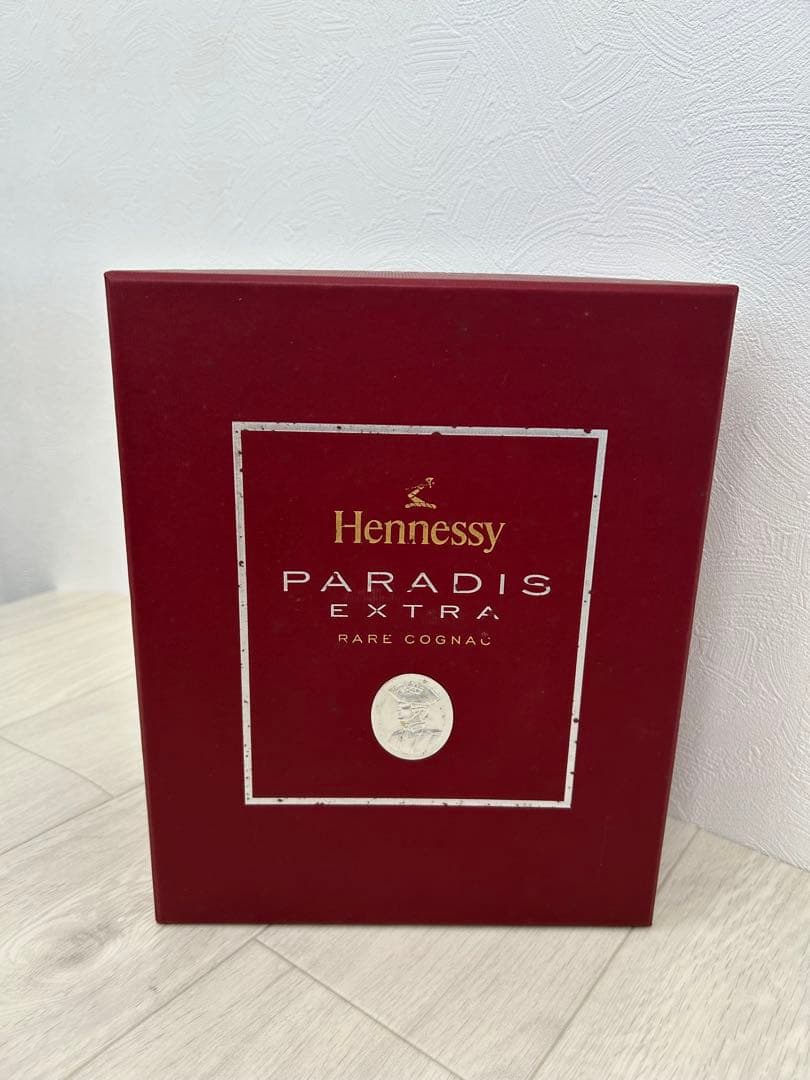 Hennessy
PARADIS
EXTRA
RARE COGNAC